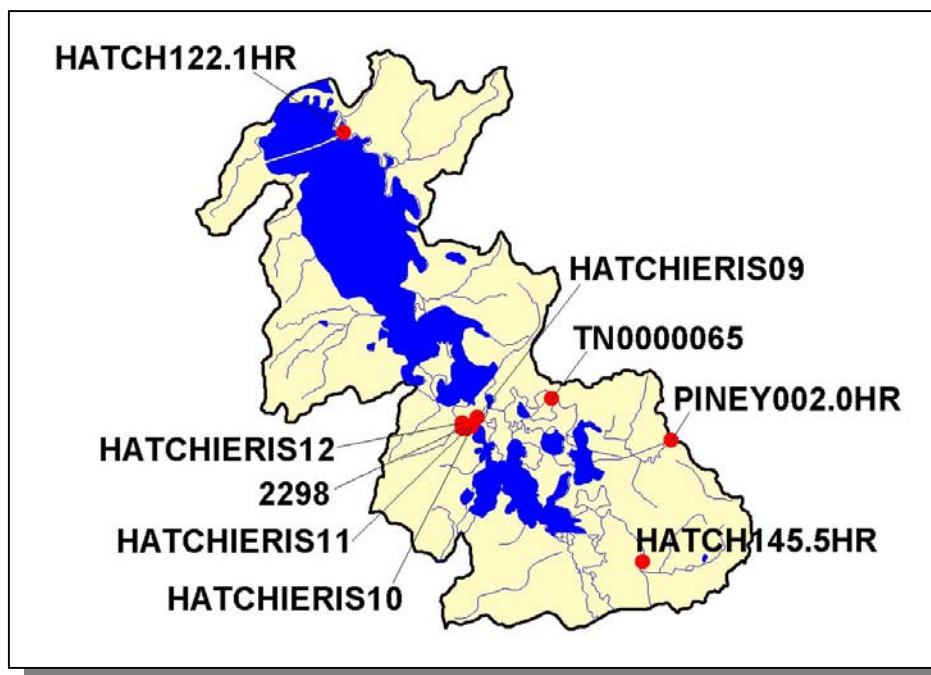 HATCH122.1HR
HATCHIERIS09
TN0000065
PINEY002.0HR
HATCHIERIS12
2298
HATCHIERIS11
HATCH145.5HR
HATCHIERIS10